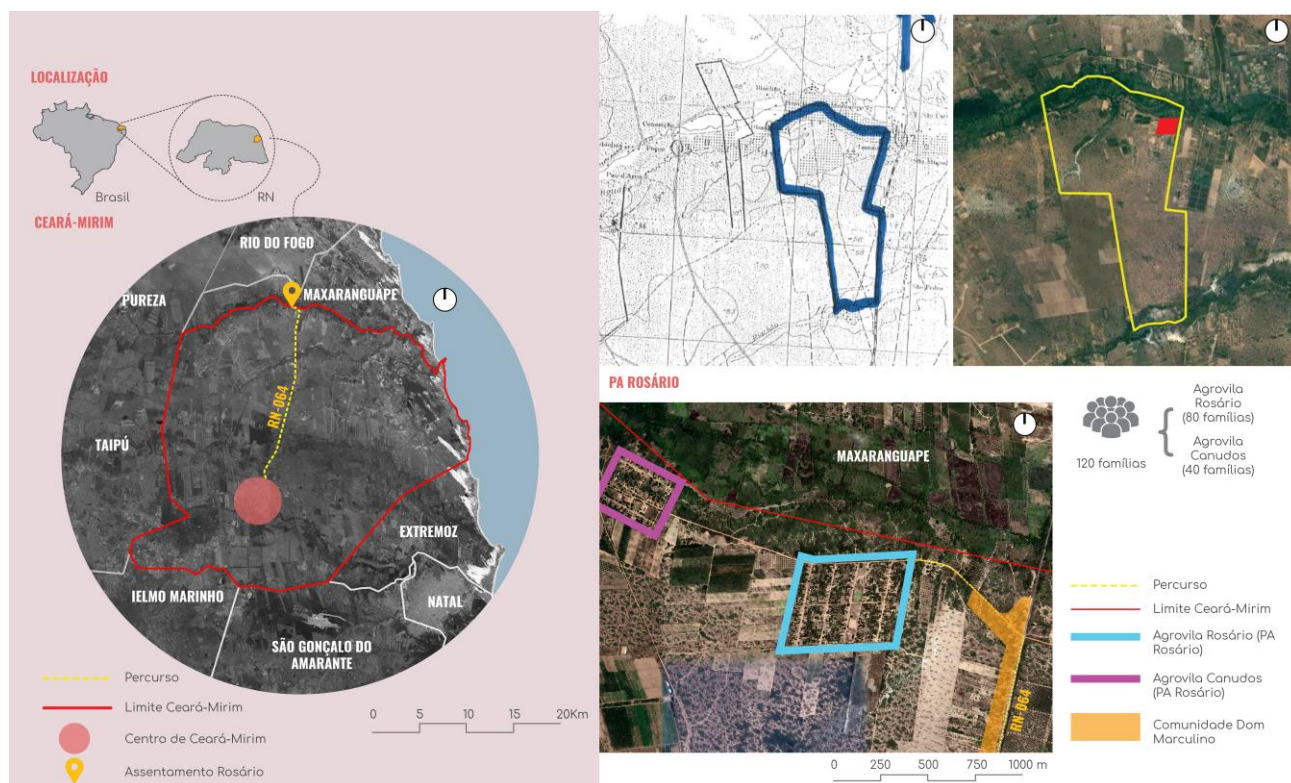 LOCALIZAÇÃO
Brasil
RN
CEARÁ-MIRIM
RIO DO FOGO
PUREZA
MAXARANGUAPE
RN-064
TAIPÚ
EXTREMOZ
IELMO MARINHO
NATAL
SÃO GONÇALO DO
AMARANTE
Percurso
Limite Ceará-Mirim
Centro de Ceará-Mirim
Assentamento Rosário
0 5 10 15 20Km
PA ROSÁRIO
MAXARANGUAPE
RN-064
0 250 500 750 1000 m
120 famílias
Agrovila
Rosário
(80 famílias)
Agrovila
Canudos
(40 famílias)
Percurso
Limite Ceará-Mirim
Agrovila Rosário (PA
Rosário)
Agrovila Canudos
(PA Rosário)
Comunidade Dom
Marculino